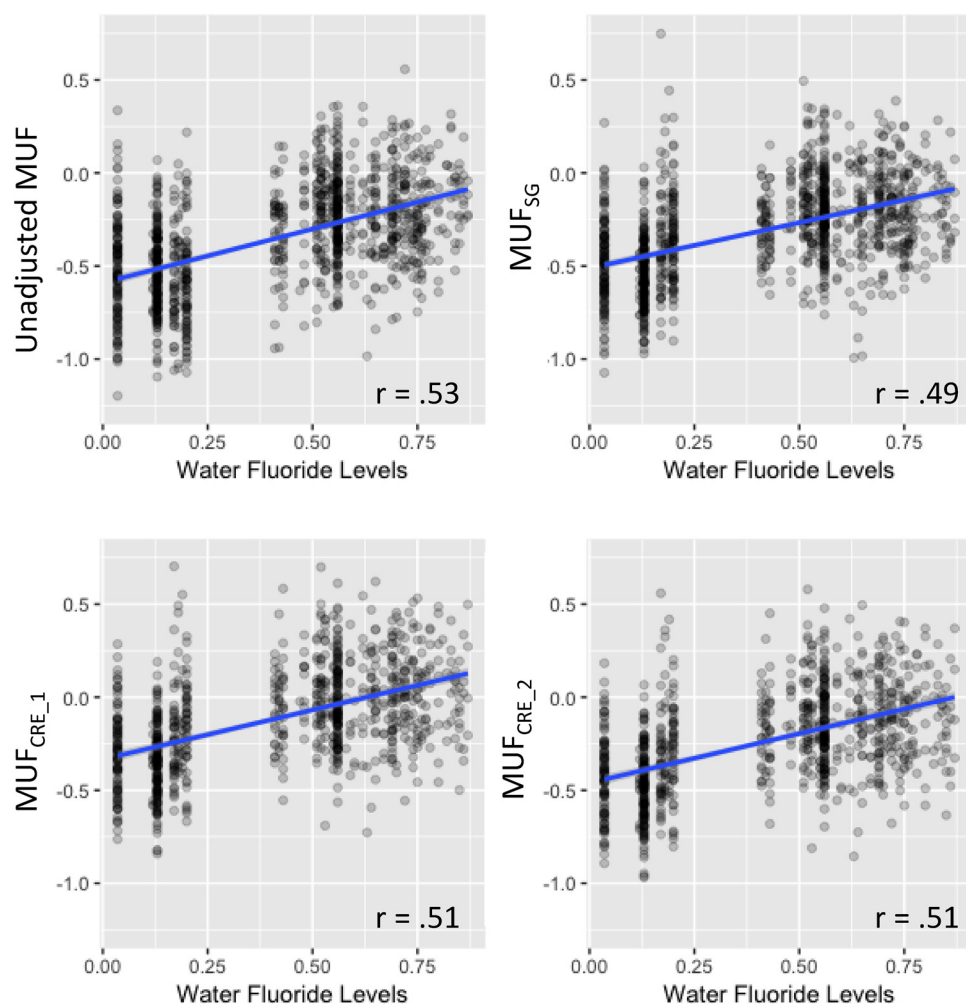 Unadjusted MUF
0.5
0.0
-0.5
-1.0
r = .53
0.00 0.25 0.50 0.75
Water Fluoride Levels
MUFSG
0.5
0.0
-0.5
-1.0
r = .49
0.00 0.25 0.50 0.75
Water Fluoride Levels
MUFCRE_1
0.5
0.0
-0.5
-1.0
r = .51
0.00 0.25 0.50 0.75
Water Fluoride Levels
MUFCRE_2
0.5
0.0
-0.5
-1.0
r = .51
0.00 0.25 0.50 0.75
Water Fluoride Levels